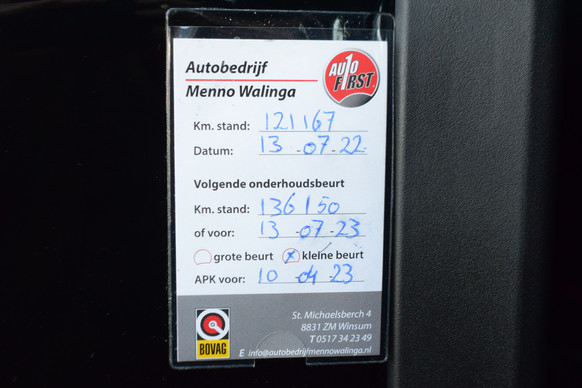 Autobedrijf
Menno Walinga
AUTO
1
FIRST
Km. stand: 121167
Datum: 13-07-22
Volgende onderhoudsbeurt
Km. stand: 136150
of voor: 13-07-23
grote beurt x kleine beurt
APK voor: 10-04-23
St. Michaelsberch 4
8831 ZM Winsum
T 0517 34 23 49
E info@autobedrijfmennowalinga.nl
BOVAG